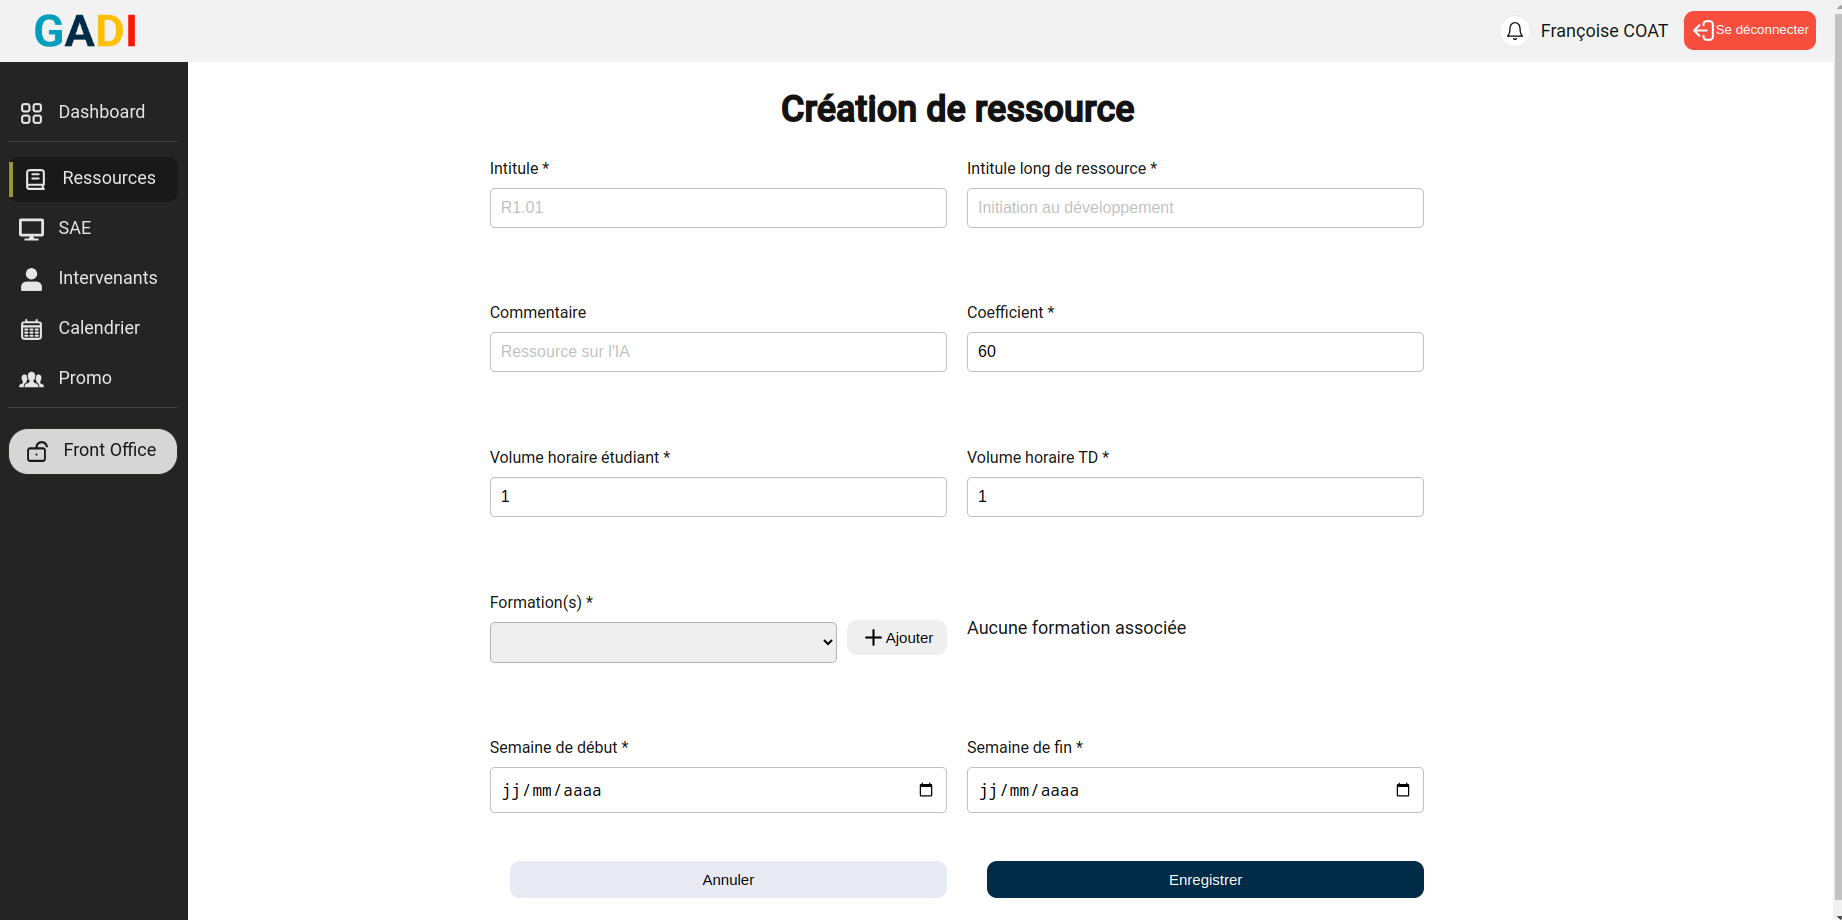 GADI
Françoise COAT
Se déconnecter
Dashboard
Ressources
SAE
Intervenants
Calendrier
Promo
Front Office
Création de ressource
Intitule *
Intitule long de ressource *
R1.01
Initiation au développement
Commentaire
Coefficient *
Ressource sur l'IA
60
Volume horaire étudiant *
Volume horaire TD *
1
1
Formation(s) *
Ajouter
Aucune formation associée
Semaine de début *
Semaine de fin *
jj/mm/aaaa
jj/mm/aaaa
Annuler
Enregistrer